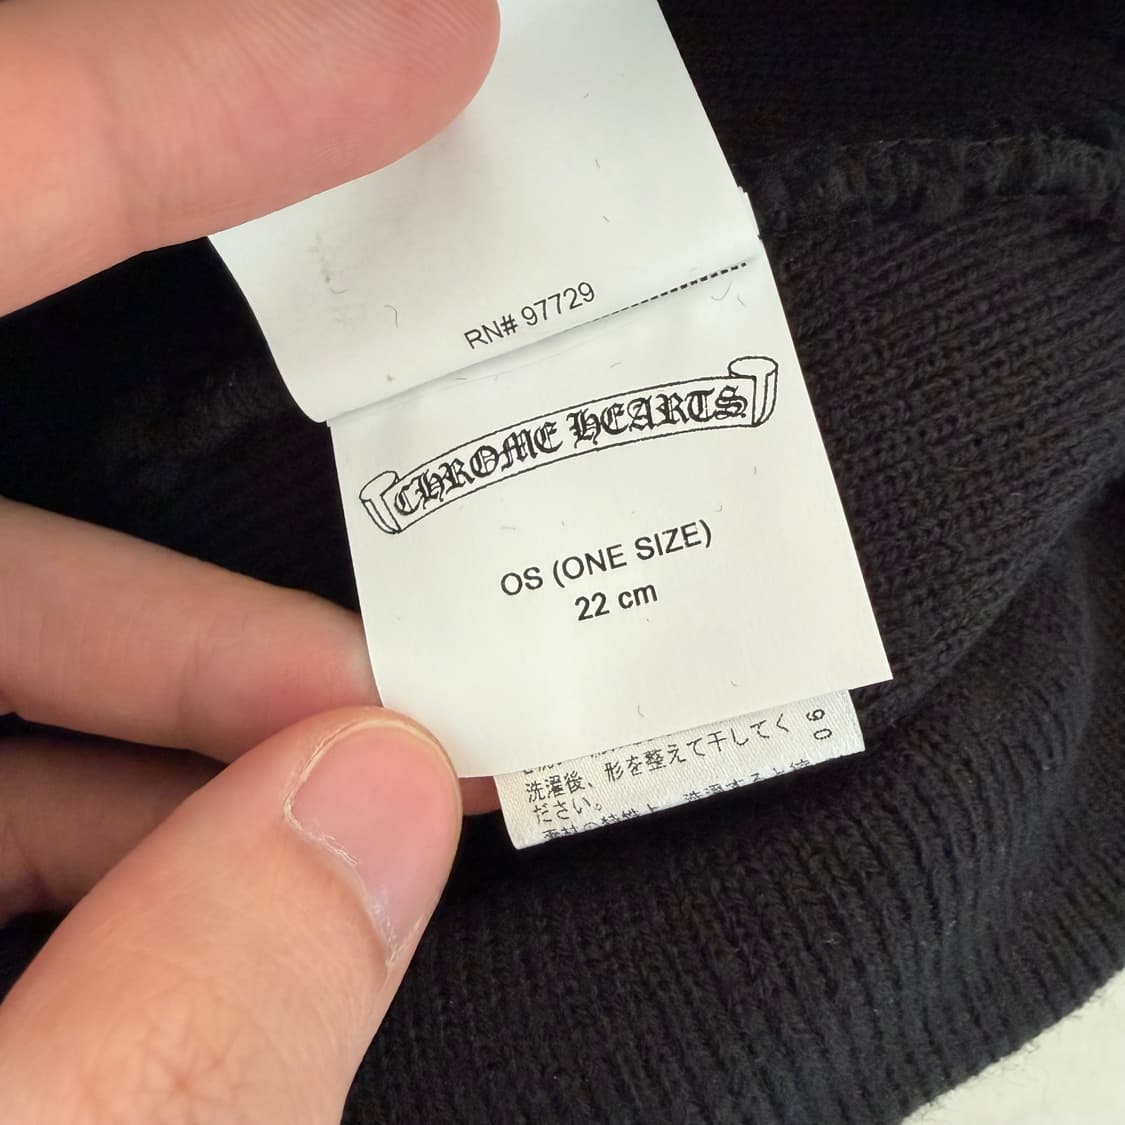 RN# 97729
CHROME HEARTS
OS (ONE SIZE)
22 cm
洗濯後、形を整えて干してく
ださい。
06